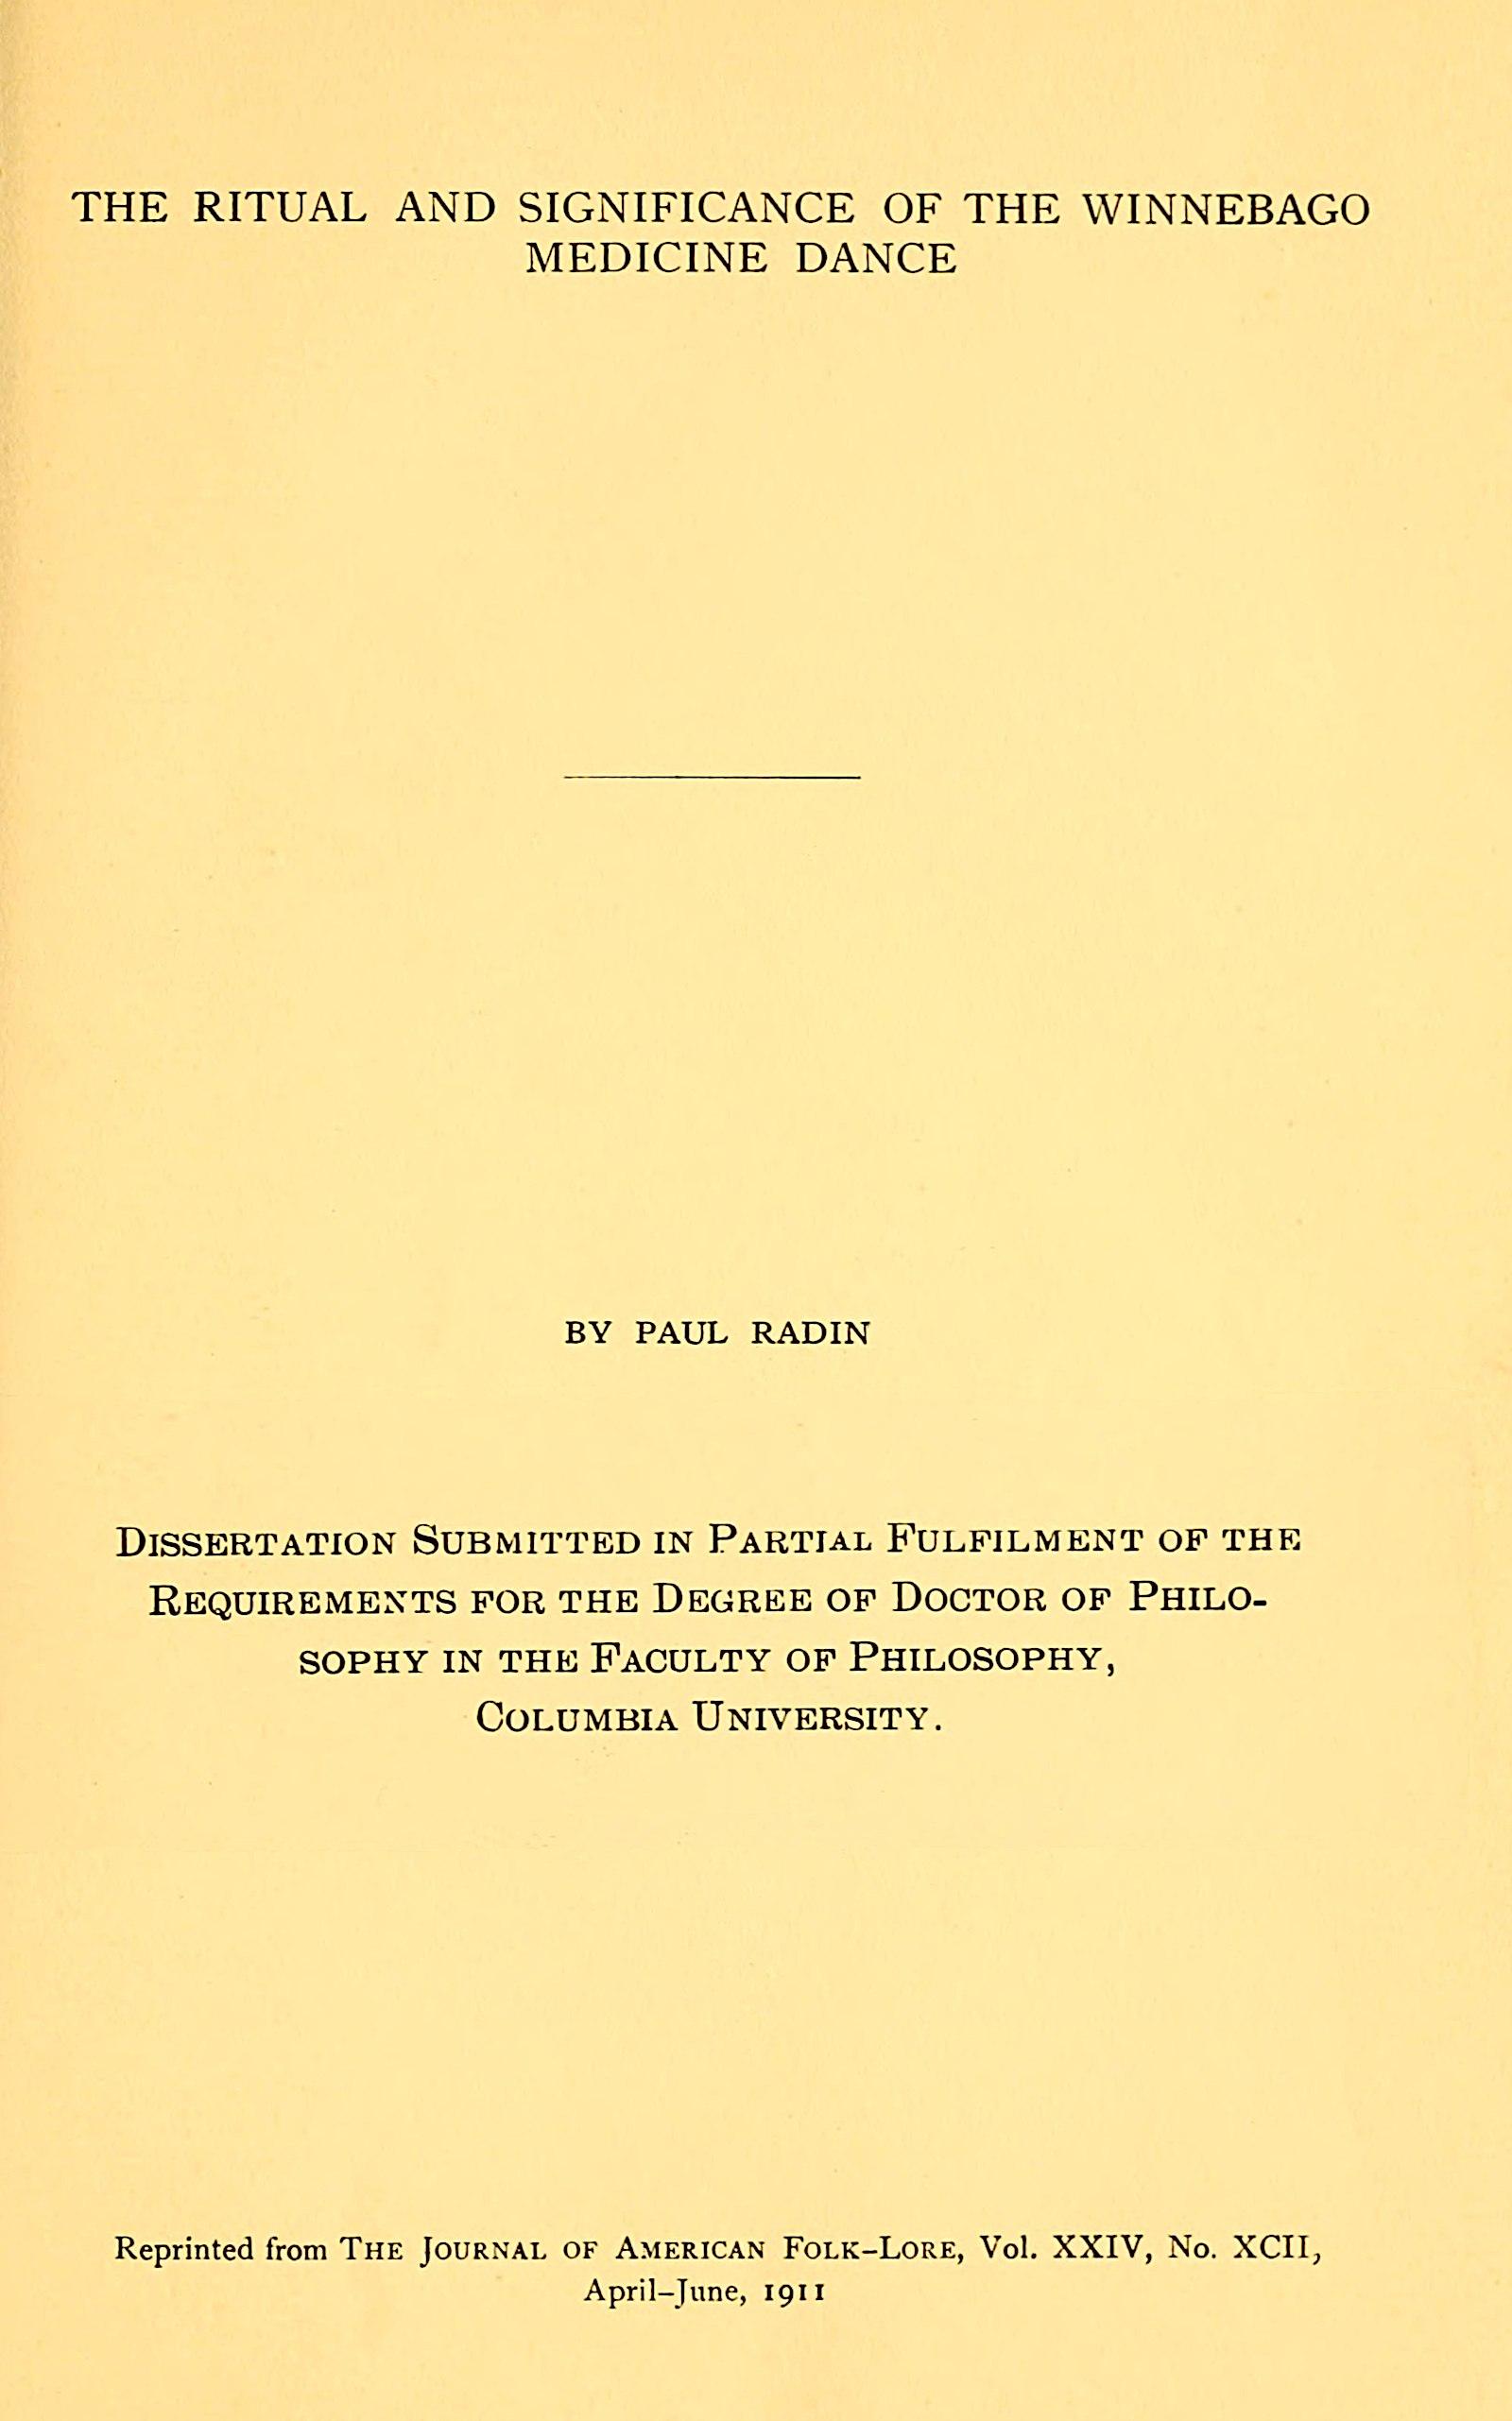 THE RITUAL AND SIGNIFICANCE OF THE WINNEBAGO
MEDICINE DANCE
BY PAUL RADIN
DISSERTATION SUBMITTED IN PARTIAL FULFILMENT OF THE
REQUIREMENTS FOR THE DEGREE OF DOCTOR OF PHILO-
SOPHY IN THE FACULTY OF PHILOSOPHY,
COLUMBIA UNIVERSITY.
Reprinted from THE JOURNAL OF AMERICAN FOLK-LORE, Vol. XXIV, No. XCII,
April–June, 1911